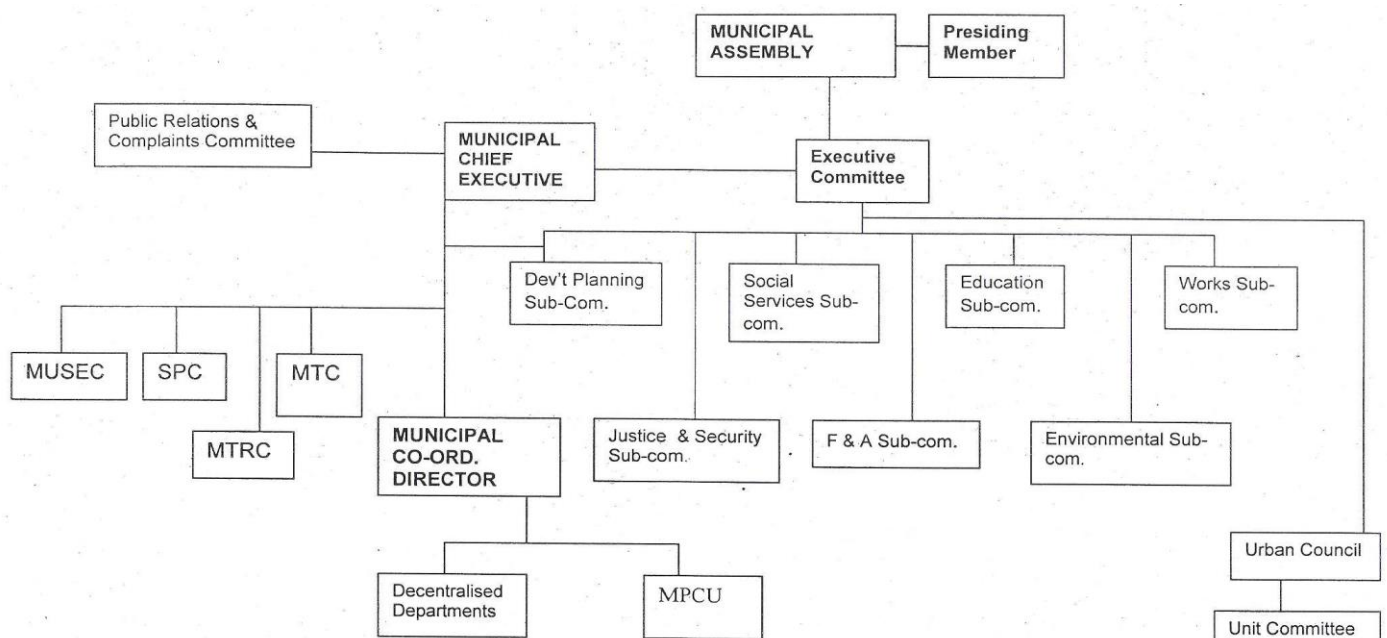 MUNICIPAL
ASSEMBLY
Presiding
Member
Public Relations &
Complaints Committee
MUNICIPAL
CHIEF
EXECUTIVE
Executive
Committee
Dev't Planning
Sub-Com.
Social
Services Sub-
com.
Education
Sub-com.
Works Sub-
com.
MUSEC
SPC
MTC
MTRC
MUNICIPAL
CO-ORD.
DIRECTOR
Justice & Security
Sub-com.
F & A Sub-com.
Environmental Sub-
com.
Urban Council
Decentralised
Departments
MPCU
Unit Committee